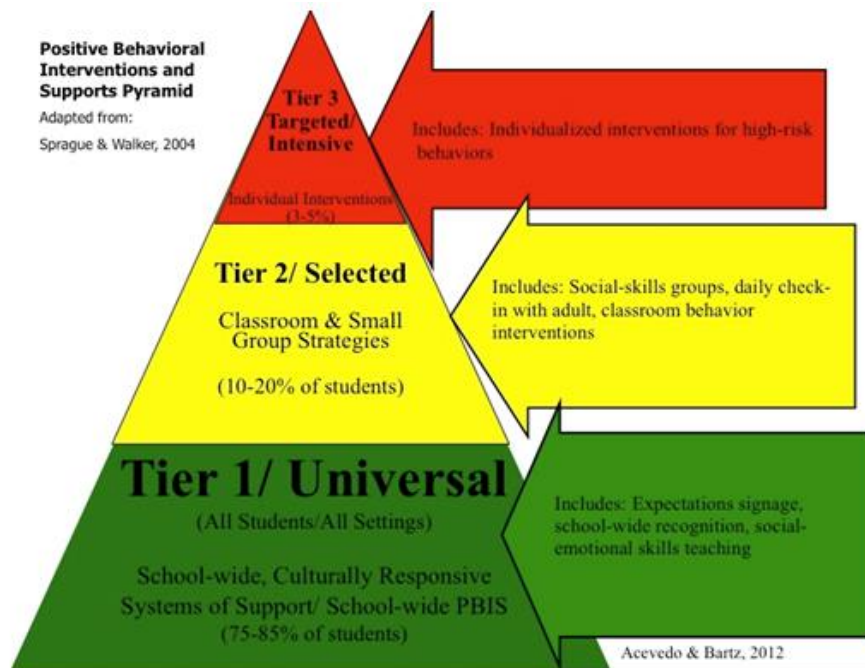 Positive Behavioral
Interventions and
Supports Pyramid
Adapted from:
Sprague & Walker, 2004
Tier 3
Targeted/
Intensive
Individual Interventions
(3-5%)
Includes: Individualized interventions for high-risk
behaviors
Tier 2/ Selected
Classroom & Small
Group Strategies
(10-20% of students)
Includes: Social-skills groups, daily check-
in with adult, classroom behavior
interventions
Tier 1/ Universal
(All Students/All Settings)
School-wide, Culturally Responsive
Systems of Support/ School-wide PBIS
(75-85% of students)
Includes: Expectations signage,
school-wide recognition, social-
emotional skills teaching
Acevedo & Bartz, 2012